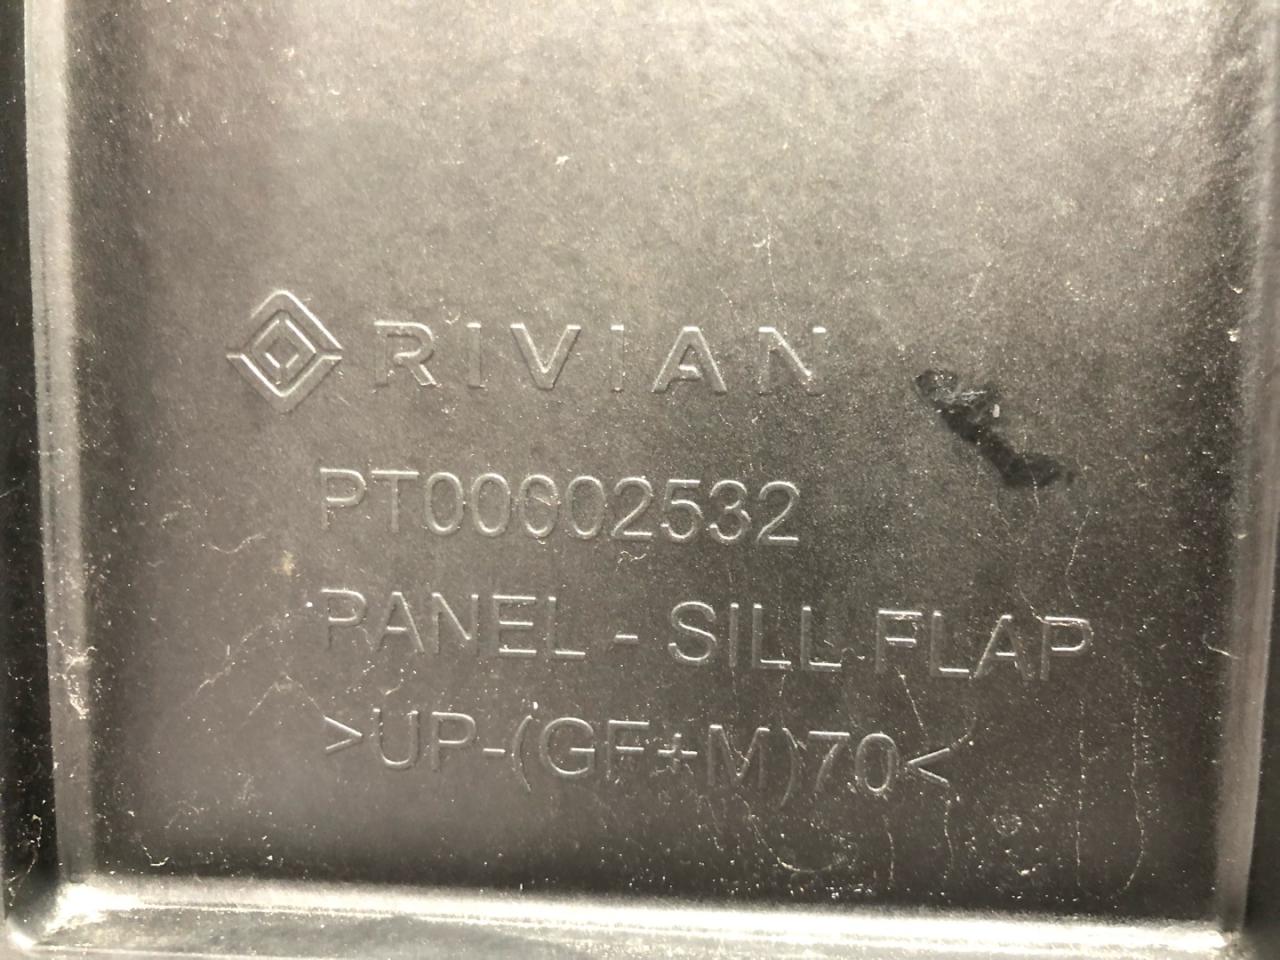 RIVIAN
PT00002532
PANEL - SILL FLAP
>UP-(GF+M)70<